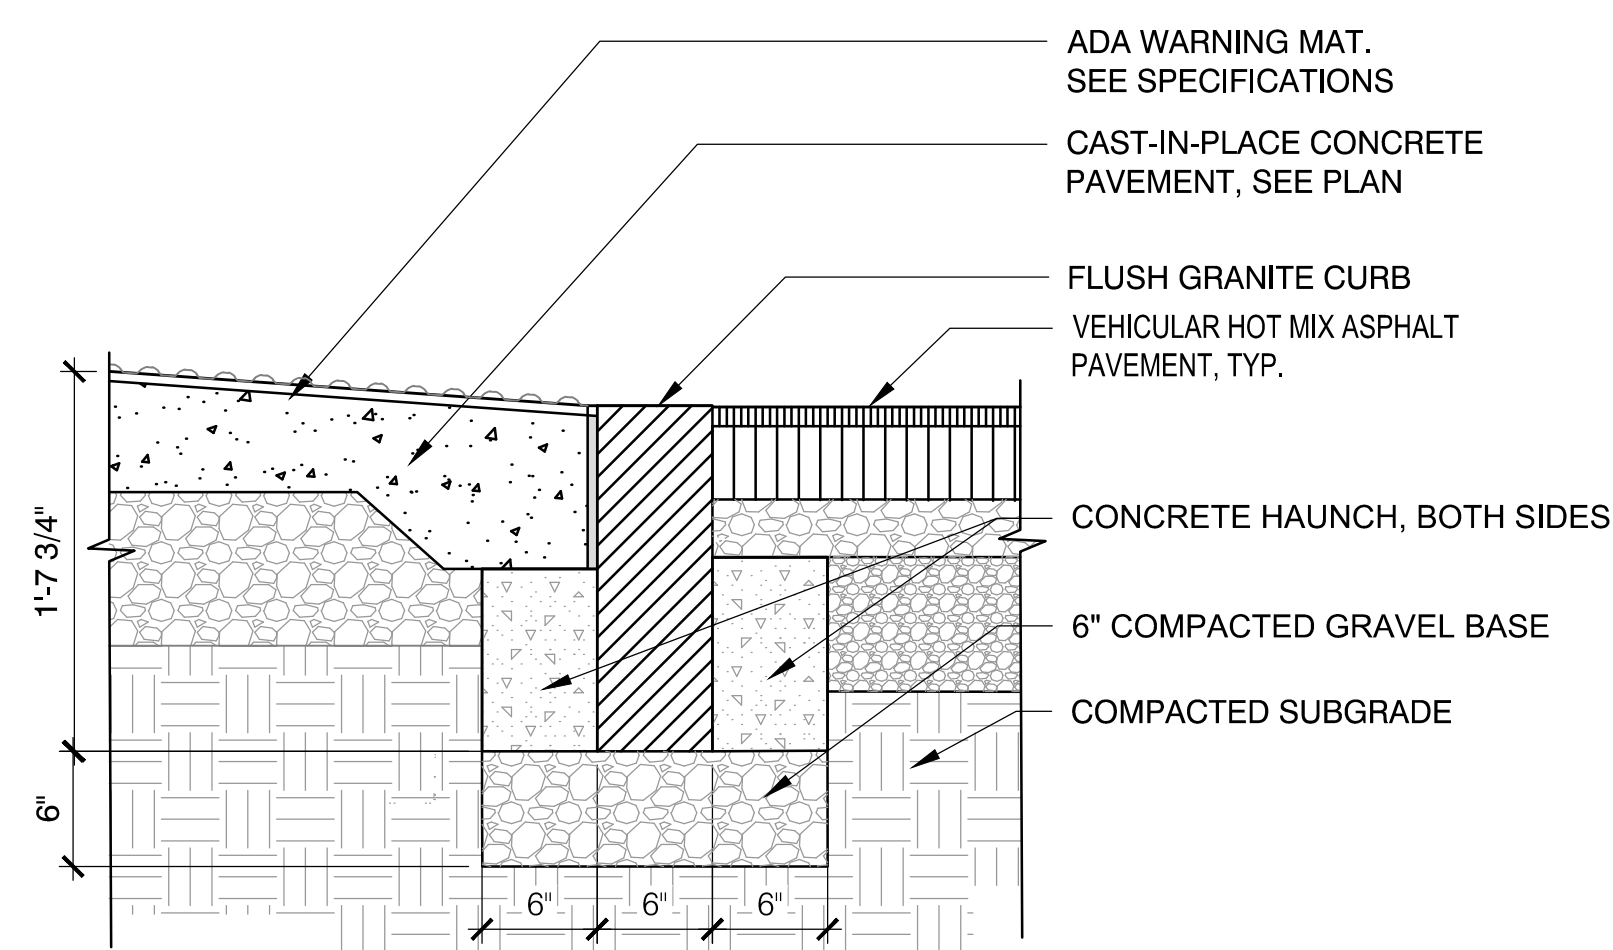 ADA WARNING MAT.
SEE SPECIFICATIONS
CAST-IN-PLACE CONCRETE
PAVEMENT, SEE PLAN
FLUSH GRANITE CURB
VEHICULAR HOT MIX ASPHALT
PAVEMENT, TYP.
CONCRETE HAUNCH, BOTH SIDES
6" COMPACTED GRAVEL BASE
COMPACTED SUBGRADE
1'-7 3/4"
6"
6"
6"
6"